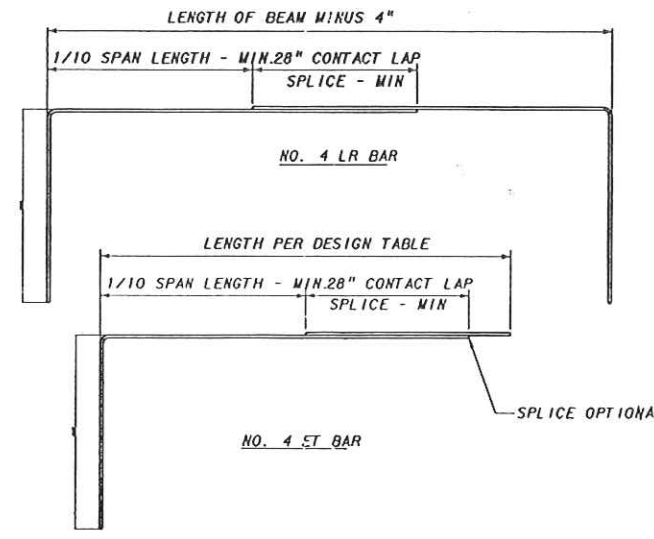 LENGTH OF BEAM MINUS 4"
1/10 SPAN LENGTH - MIN. 28" CONTACT LAP
SPLICE - MIN
NO. 4 LR BAR
LENGTH PER DESIGN TABLE
1/10 SPAN LENGTH - MIN. 28" CONTACT LAP
SPLICE - MIN
SPLICE OPTIONA
NO. 4 ET BAR